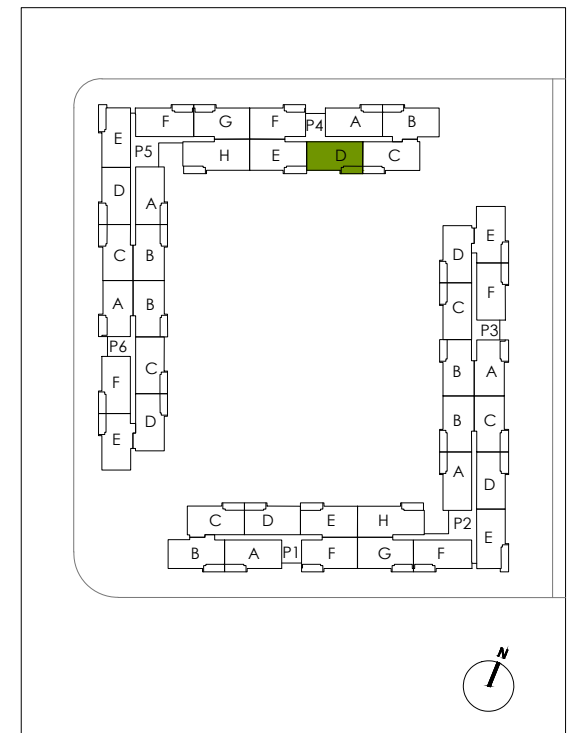 F G F P4 A B
E P5 H E D C
D A
C B
A B
P6 C
F D
E
E
D F
C P3
B A
B C
A D
P2 E
C D E H
B A P1 F G F
N